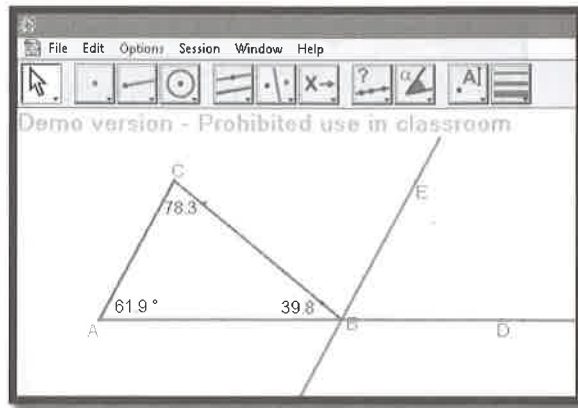 File Edit Options Session Window Help
? α A
X
Demo version - Prohibited use in classroom
C
E
78.3 °
61.9 °
39.8 °
A
B
D